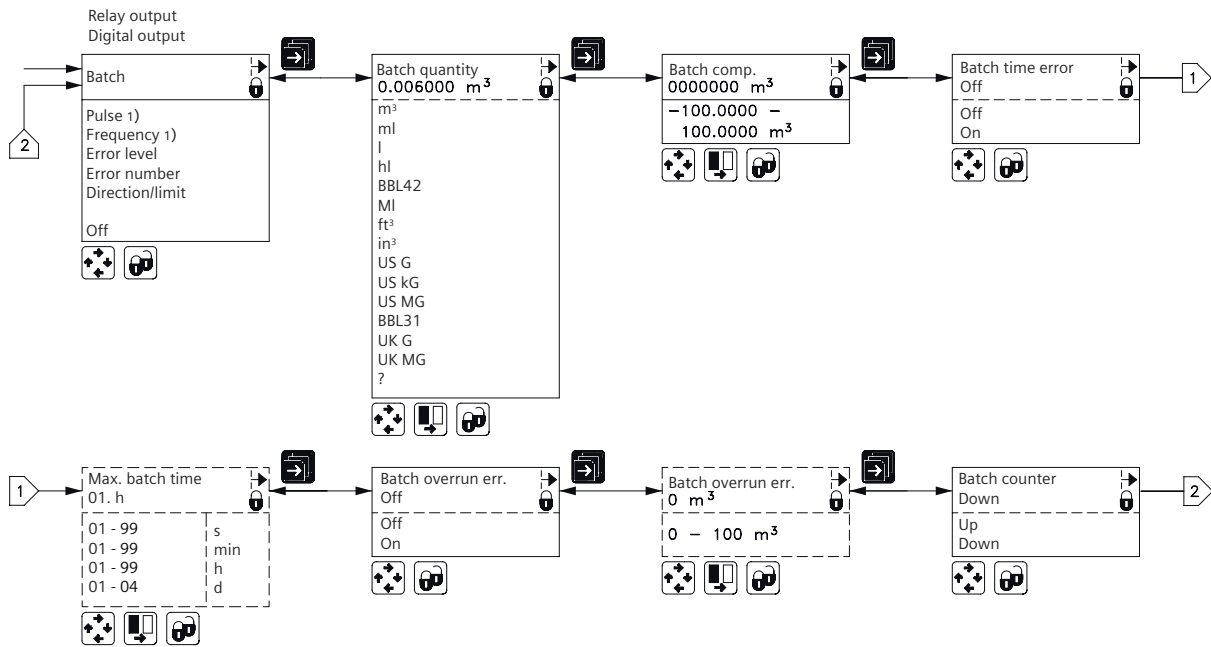 Relay output
Digital output
Batch
Pulse 1)
Frequency 1)
Error level
Error number
Direction/limit
Off
2
Batch quantity
0.006000 m³
m³
ml
l
hl
BBL42
Ml
ft³
in³
US G
US kG
US MG
BBL31
UK G
UK MG
?
Batch comp.
0000000 m³
−100.0000 −
100.0000 m³
Batch time error
Off
Off
On
1
1
Max. batch time
01. h
01 - 99 s
01 - 99 min
01 - 99 h
01 - 04 d
Batch overrun err.
Off
Off
On
Batch overrun err.
0 m³
0 − 100 m³
Batch counter
Down
Up
Down
2